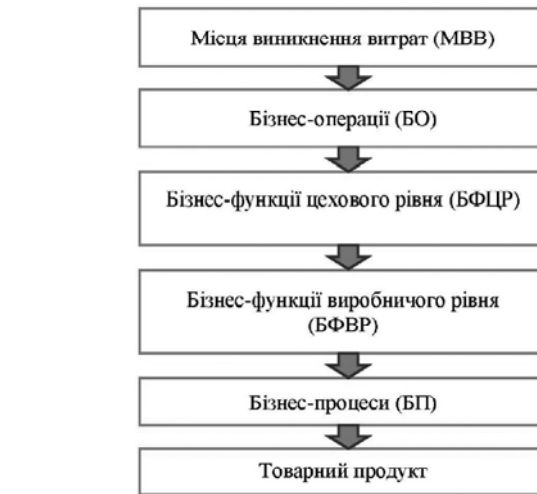 Місця виникнення витрат (МВВ)
Бізнес-операції (БО)
Бізнес-функції цехового рівня (БФЦР)
Бізнес-функції виробничого рівня
(БФВР)
Бізнес-процеси (БП)
Товарний продукт